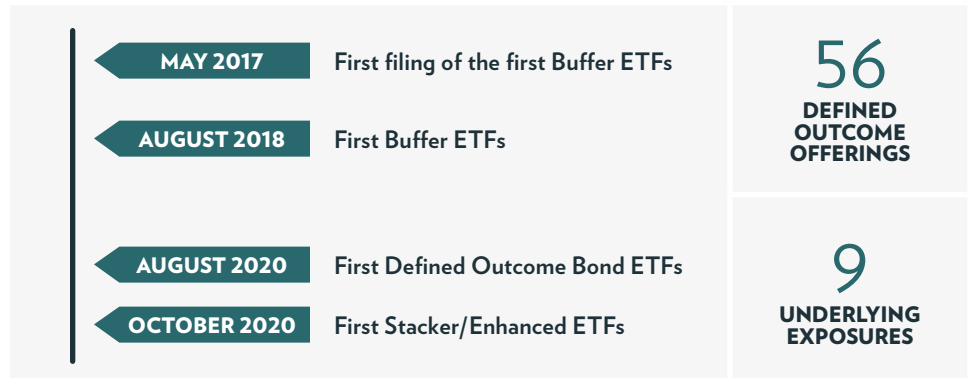 MAY 2017 First filing of the first Buffer ETFs
AUGUST 2018 First Buffer ETFs
AUGUST 2020 First Defined Outcome Bond ETFs
OCTOBER 2020 First Stacker/Enhanced ETFs
56
DEFINED
OUTCOME
OFFERINGS
9
UNDERLYING
EXPOSURES